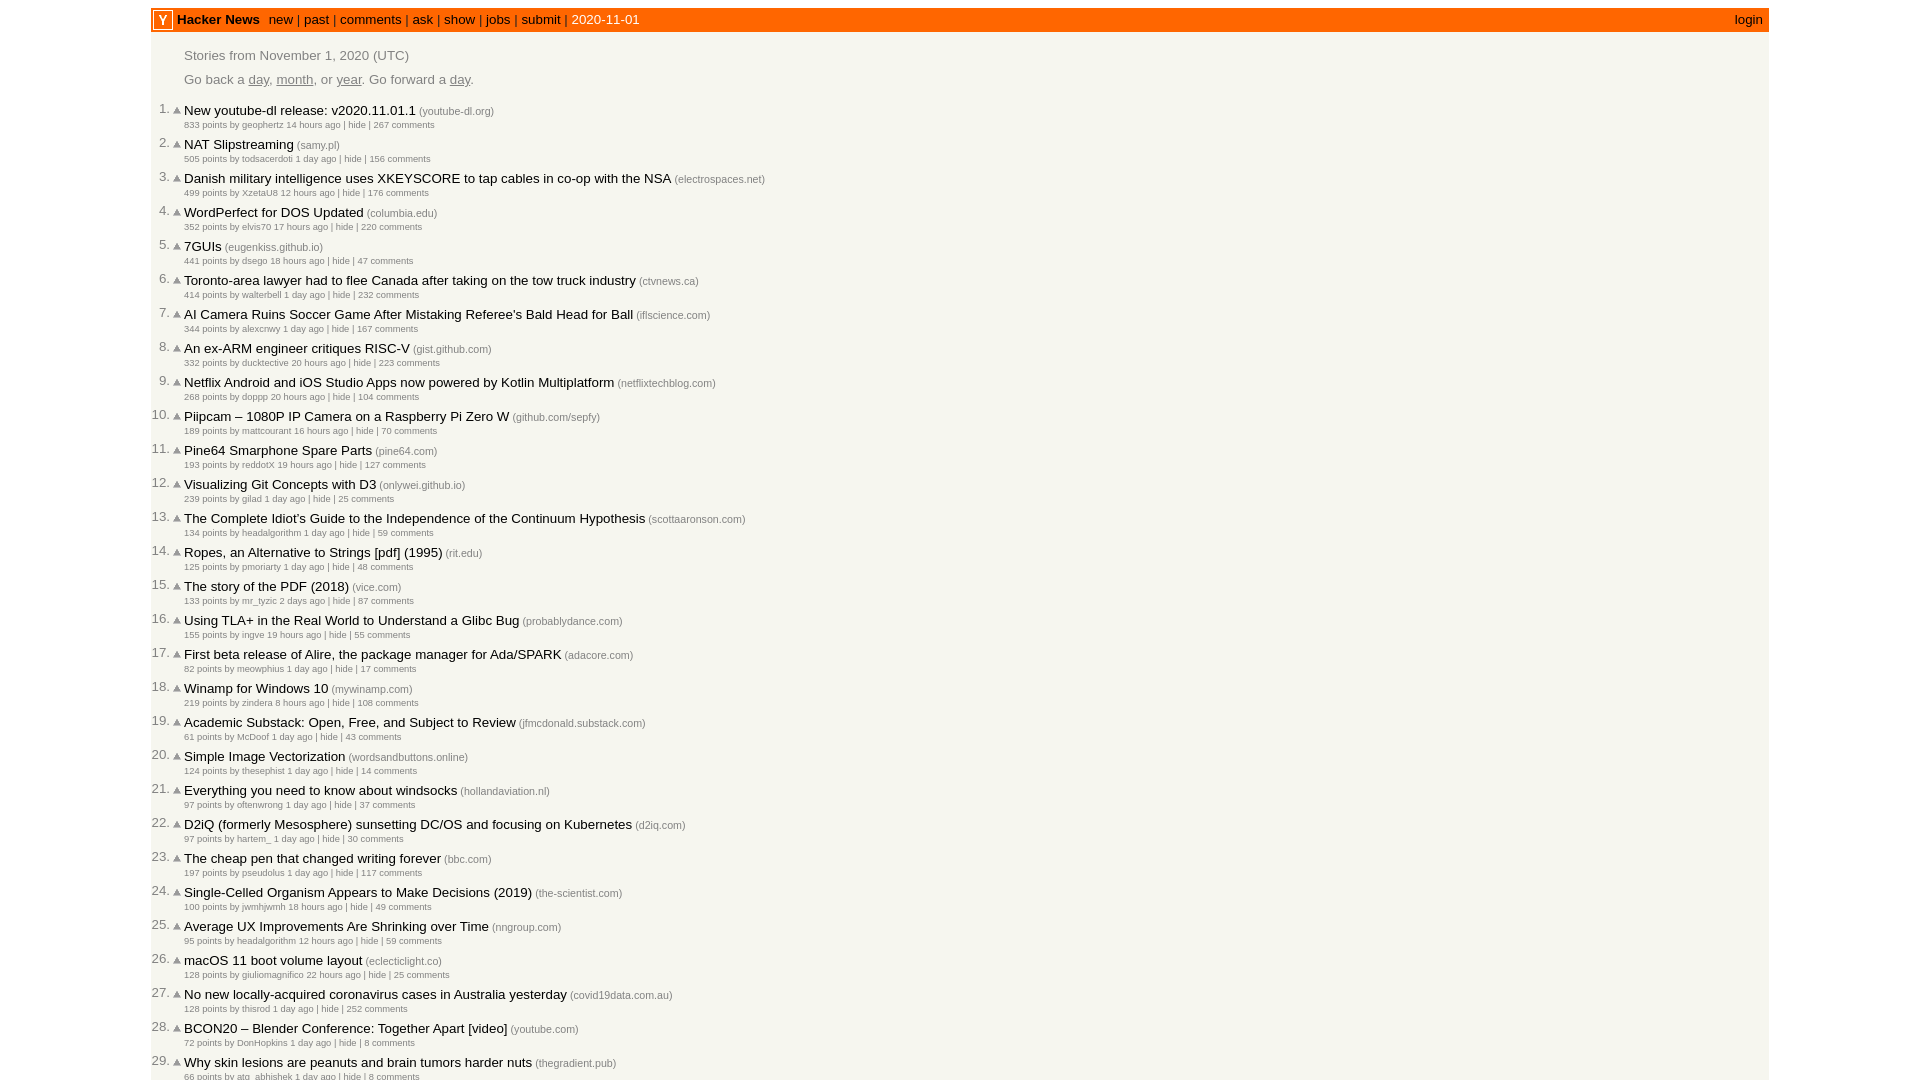 Y Hacker News new | past | comments | ask | show | jobs | submit | 2020-11-01 login
Stories from November 1, 2020 (UTC)
Go back a day, month, or year. Go forward a day.
1. New youtube-dl release: v2020.11.01.1 (youtube-dl.org)
833 points by geophertz 14 hours ago | hide | 267 comments
2. NAT Slipstreaming (samy.pl)
505 points by todsacerdoti 1 day ago | hide | 156 comments
3. Danish military intelligence uses XKEYSCORE to tap cables in co-op with the NSA (electrospaces.net)
499 points by XzetaU8 12 hours ago | hide | 176 comments
4. WordPerfect for DOS Updated (columbia.edu)
352 points by elvis70 17 hours ago | hide | 220 comments
5. 7GUIs (eugenkiss.github.io)
441 points by dsego 18 hours ago | hide | 47 comments
6. Toronto-area lawyer had to flee Canada after taking on the tow truck industry (ctvnews.ca)
414 points by walterbell 1 day ago | hide | 232 comments
7. AI Camera Ruins Soccer Game After Mistaking Referee's Bald Head for Ball (iflscience.com)
344 points by alexcnwy 1 day ago | hide | 167 comments
8. An ex-ARM engineer critiques RISC-V (gist.github.com)
332 points by ducktective 20 hours ago | hide | 223 comments
9. Netflix Android and iOS Studio Apps now powered by Kotlin Multiplatform (netflixtechblog.com)
268 points by doppp 20 hours ago | hide | 104 comments
10. Piipcam – 1080P IP Camera on a Raspberry Pi Zero W (github.com/sepfy)
189 points by mattcourant 16 hours ago | hide | 70 comments
11. Pine64 Smarphone Spare Parts (pine64.com)
193 points by reddotX 19 hours ago | hide | 127 comments
12. Visualizing Git Concepts with D3 (onlywei.github.io)
239 points by gilad 1 day ago | hide | 25 comments
13. The Complete Idiot's Guide to the Independence of the Continuum Hypothesis (scottaaronson.com)
134 points by headalgorithm 1 day ago | hide | 59 comments
14. Ropes, an Alternative to Strings [pdf] (1995) (rit.edu)
125 points by pmoriarty 1 day ago | hide | 48 comments
15. The story of the PDF (2018) (vice.com)
133 points by mr_tyzic 2 days ago | hide | 87 comments
16. Using TLA+ in the Real World to Understand a Glibc Bug (probablydance.com)
155 points by ingve 19 hours ago | hide | 55 comments
17. First beta release of Alire, the package manager for Ada/SPARK (adacore.com)
82 points by meowphius 1 day ago | hide | 17 comments
18. Winamp for Windows 10 (mywinamp.com)
219 points by zindera 8 hours ago | hide | 108 comments
19. Academic Substack: Open, Free, and Subject to Review (jfmcdonald.substack.com)
61 points by McDoof 1 day ago | hide | 43 comments
20. Simple Image Vectorization (wordsandbuttons.online)
124 points by thesephist 1 day ago | hide | 14 comments
21. Everything you need to know about windsocks (hollandaviation.nl)
97 points by oftenwrong 1 day ago | hide | 37 comments
22. D2iQ (formerly Mesosphere) sunsetting DC/OS and focusing on Kubernetes (d2iq.com)
97 points by hartem_ 1 day ago | hide | 30 comments
23. The cheap pen that changed writing forever (bbc.com)
197 points by pseudolus 1 day ago | hide | 117 comments
24. Single-Celled Organism Appears to Make Decisions (2019) (the-scientist.com)
100 points by jwmhjwmh 18 hours ago | hide | 49 comments
25. Average UX Improvements Are Shrinking over Time (nngroup.com)
95 points by headalgorithm 12 hours ago | hide | 59 comments
26. macOS 11 boot volume layout (eclecticlight.co)
128 points by giuliomagnifico 22 hours ago | hide | 25 comments
27. No new locally-acquired coronavirus cases in Australia yesterday (covid19data.com.au)
128 points by thisrod 1 day ago | hide | 252 comments
28. BCON20 – Blender Conference: Together Apart [video] (youtube.com)
72 points by DonHopkins 1 day ago | hide | 8 comments
29. Why skin lesions are peanuts and brain tumors harder nuts (thegradient.pub)
66 points by atg_abhishek 1 day ago | hide | 8 comments